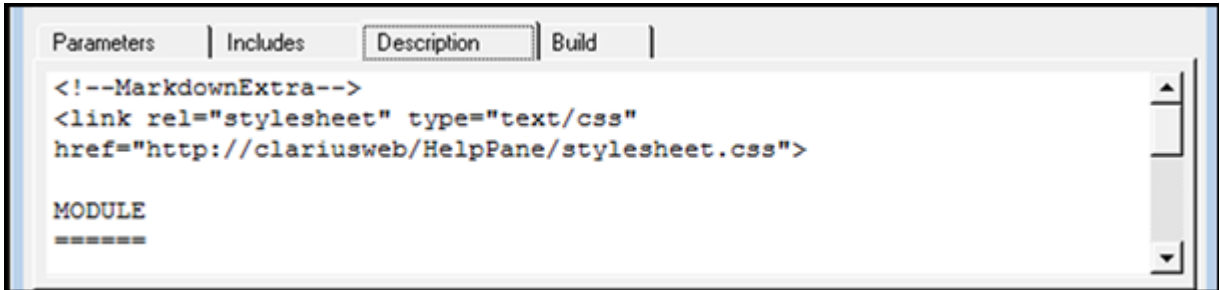 Parameters Includes Description Build
<!--MarkdownExtra-->
<link rel="stylesheet" type="text/css"
href="http://clariusweb/HelpPane/stylesheet.css">
MODULE
======